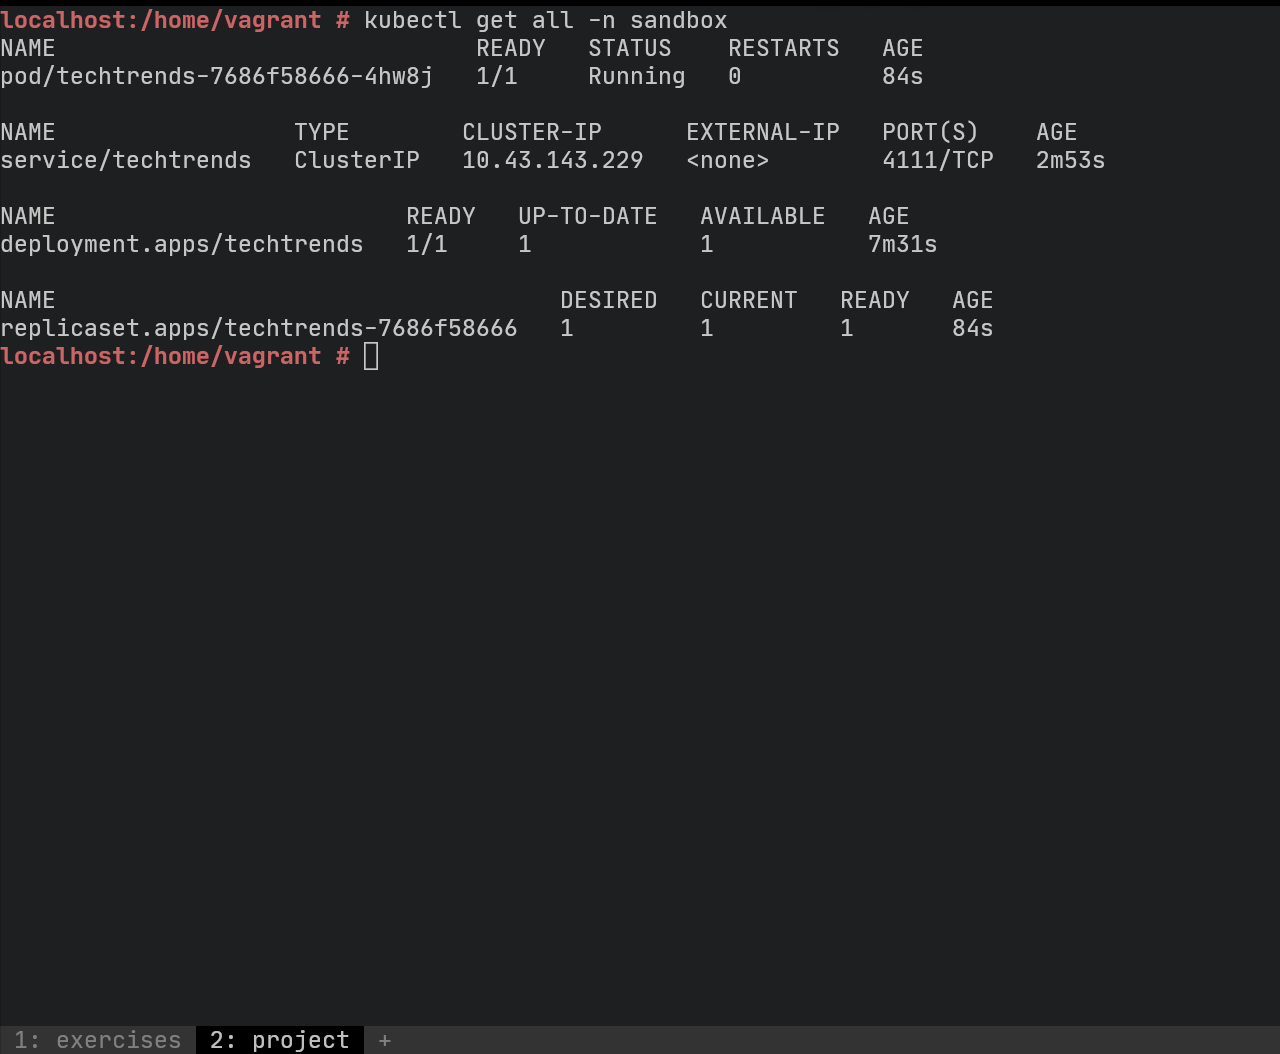 localhost:/home/vagrant # kubectl get all -n sandbox
NAME                              READY   STATUS    RESTARTS   AGE
pod/techtrends-7686f58666-4hw8j   1/1     Running   0          84s

NAME                 TYPE        CLUSTER-IP      EXTERNAL-IP   PORT(S)    AGE
service/techtrends   ClusterIP   10.43.143.229   <none>        4111/TCP   2m53s

NAME                         READY   UP-TO-DATE   AVAILABLE   AGE
deployment.apps/techtrends   1/1     1            1           7m31s

NAME                                    DESIRED   CURRENT   READY   AGE
replicaset.apps/techtrends-7686f58666   1         1         1       84s
localhost:/home/vagrant #
1: exercises  2: project  +